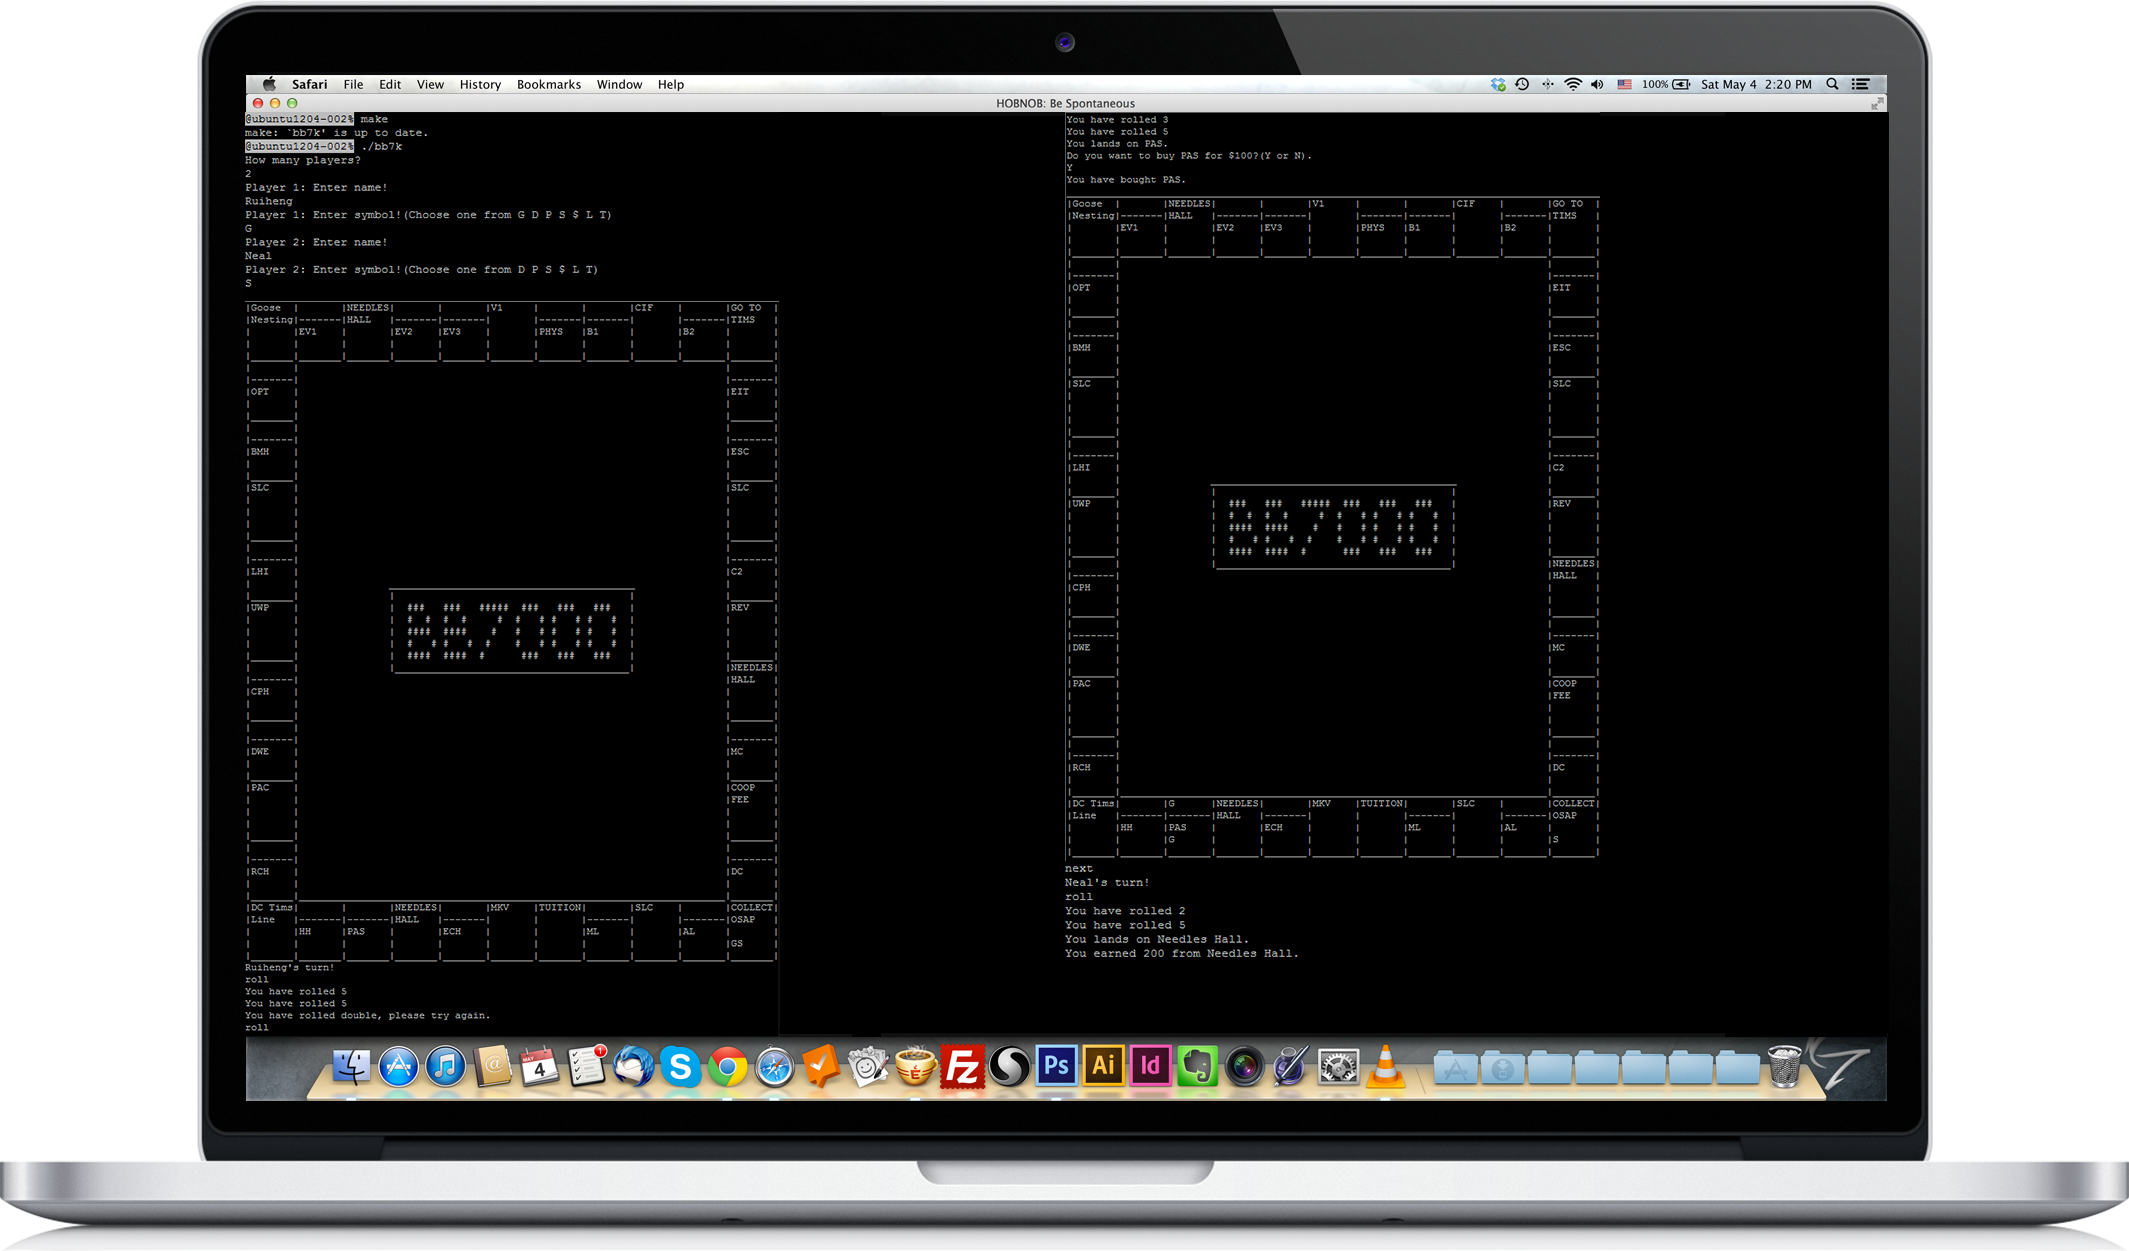 Safari File Edit View History Bookmarks Window Help 100% Sat May 4 2:20 PM
HOBNOB: Be Spontaneous
@ubuntu1204-002% make
make: `bb7k' is up to date.
@ubuntu1204-002% ./bb7k
How many players?
2
Player 1: Enter name!
Ruiheng
Player 1: Enter symbol!(Choose one from G D P S $ L T)
G
Player 2: Enter name!
Neal
Player 2: Enter symbol!(Choose one from D P S $ L T)
S
Goose NEEDLES V1 CIF GO TO
Nesting HALL TIMS
EV1 EV2 EV3 PHYS B1 B2
OPT EIT
BMH ESC
SLC SLC
LHI C2
UWP REV
BB7000
NEEDLES
HALL
CPH
DWE MC
PAC COOP
FEE
RCH DC
DC Tims NEEDLES MKV TUITION SLC COLLECT
Line HALL OSAP
HH PAS ECH ML AL
GS
Ruiheng's turn!
roll
You have rolled 5
You have rolled 5
You have rolled double, please try again.
roll
You have rolled 3
You have rolled 5
You lands on PAS.
Do you want to buy PAS for $100?(Y or N).
Y
You have bought PAS.
Goose NEEDLES V1 CIF GO TO
Nesting HALL TIMS
EV1 EV2 EV3 PHYS B1 B2
OPT EIT
BMH ESC
SLC SLC
LHI C2
UWP REV
BB7000
NEEDLES
HALL
CPH
DWE MC
PAC COOP
FEE
RCH DC
DC Tims G NEEDLES MKV TUITION SLC COLLECT
Line HALL OSAP
HH PAS ECH ML AL
G S
next
Neal's turn!
roll
You have rolled 2
You have rolled 5
You lands on Needles Hall.
You earned 200 from Needles Hall.
MAY
4
1
@
S
E
Fz
Ps
Ai
Id